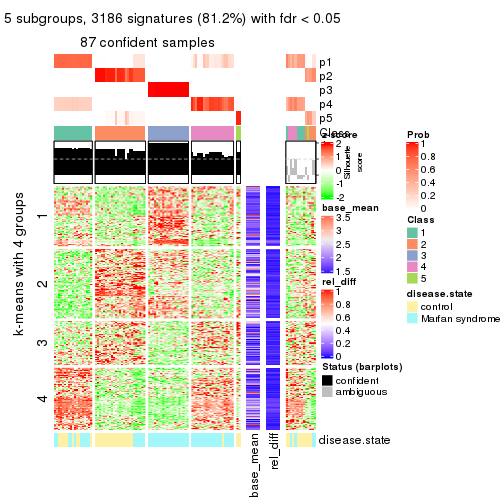 5 subgroups, 3186 signatures (81.2%) with fdr < 0.05
87 confident samples
p1
p2
p3
p4
p5
Class
Silhouette
score
k-means with 4 groups
1
2
3
4
base_mean
rel_diff
disease.state
z-score
2
1
0
-1
-2
base_mean
3.5
3
2.5
2
1.5
rel_diff
1
0.8
0.6
0.4
0.2
0
Status (barplots)
confident
ambiguous
Prob
1
0.8
0.6
0.4
0.2
0
Class
1
2
3
4
5
disease.state
control
Marfan syndrome